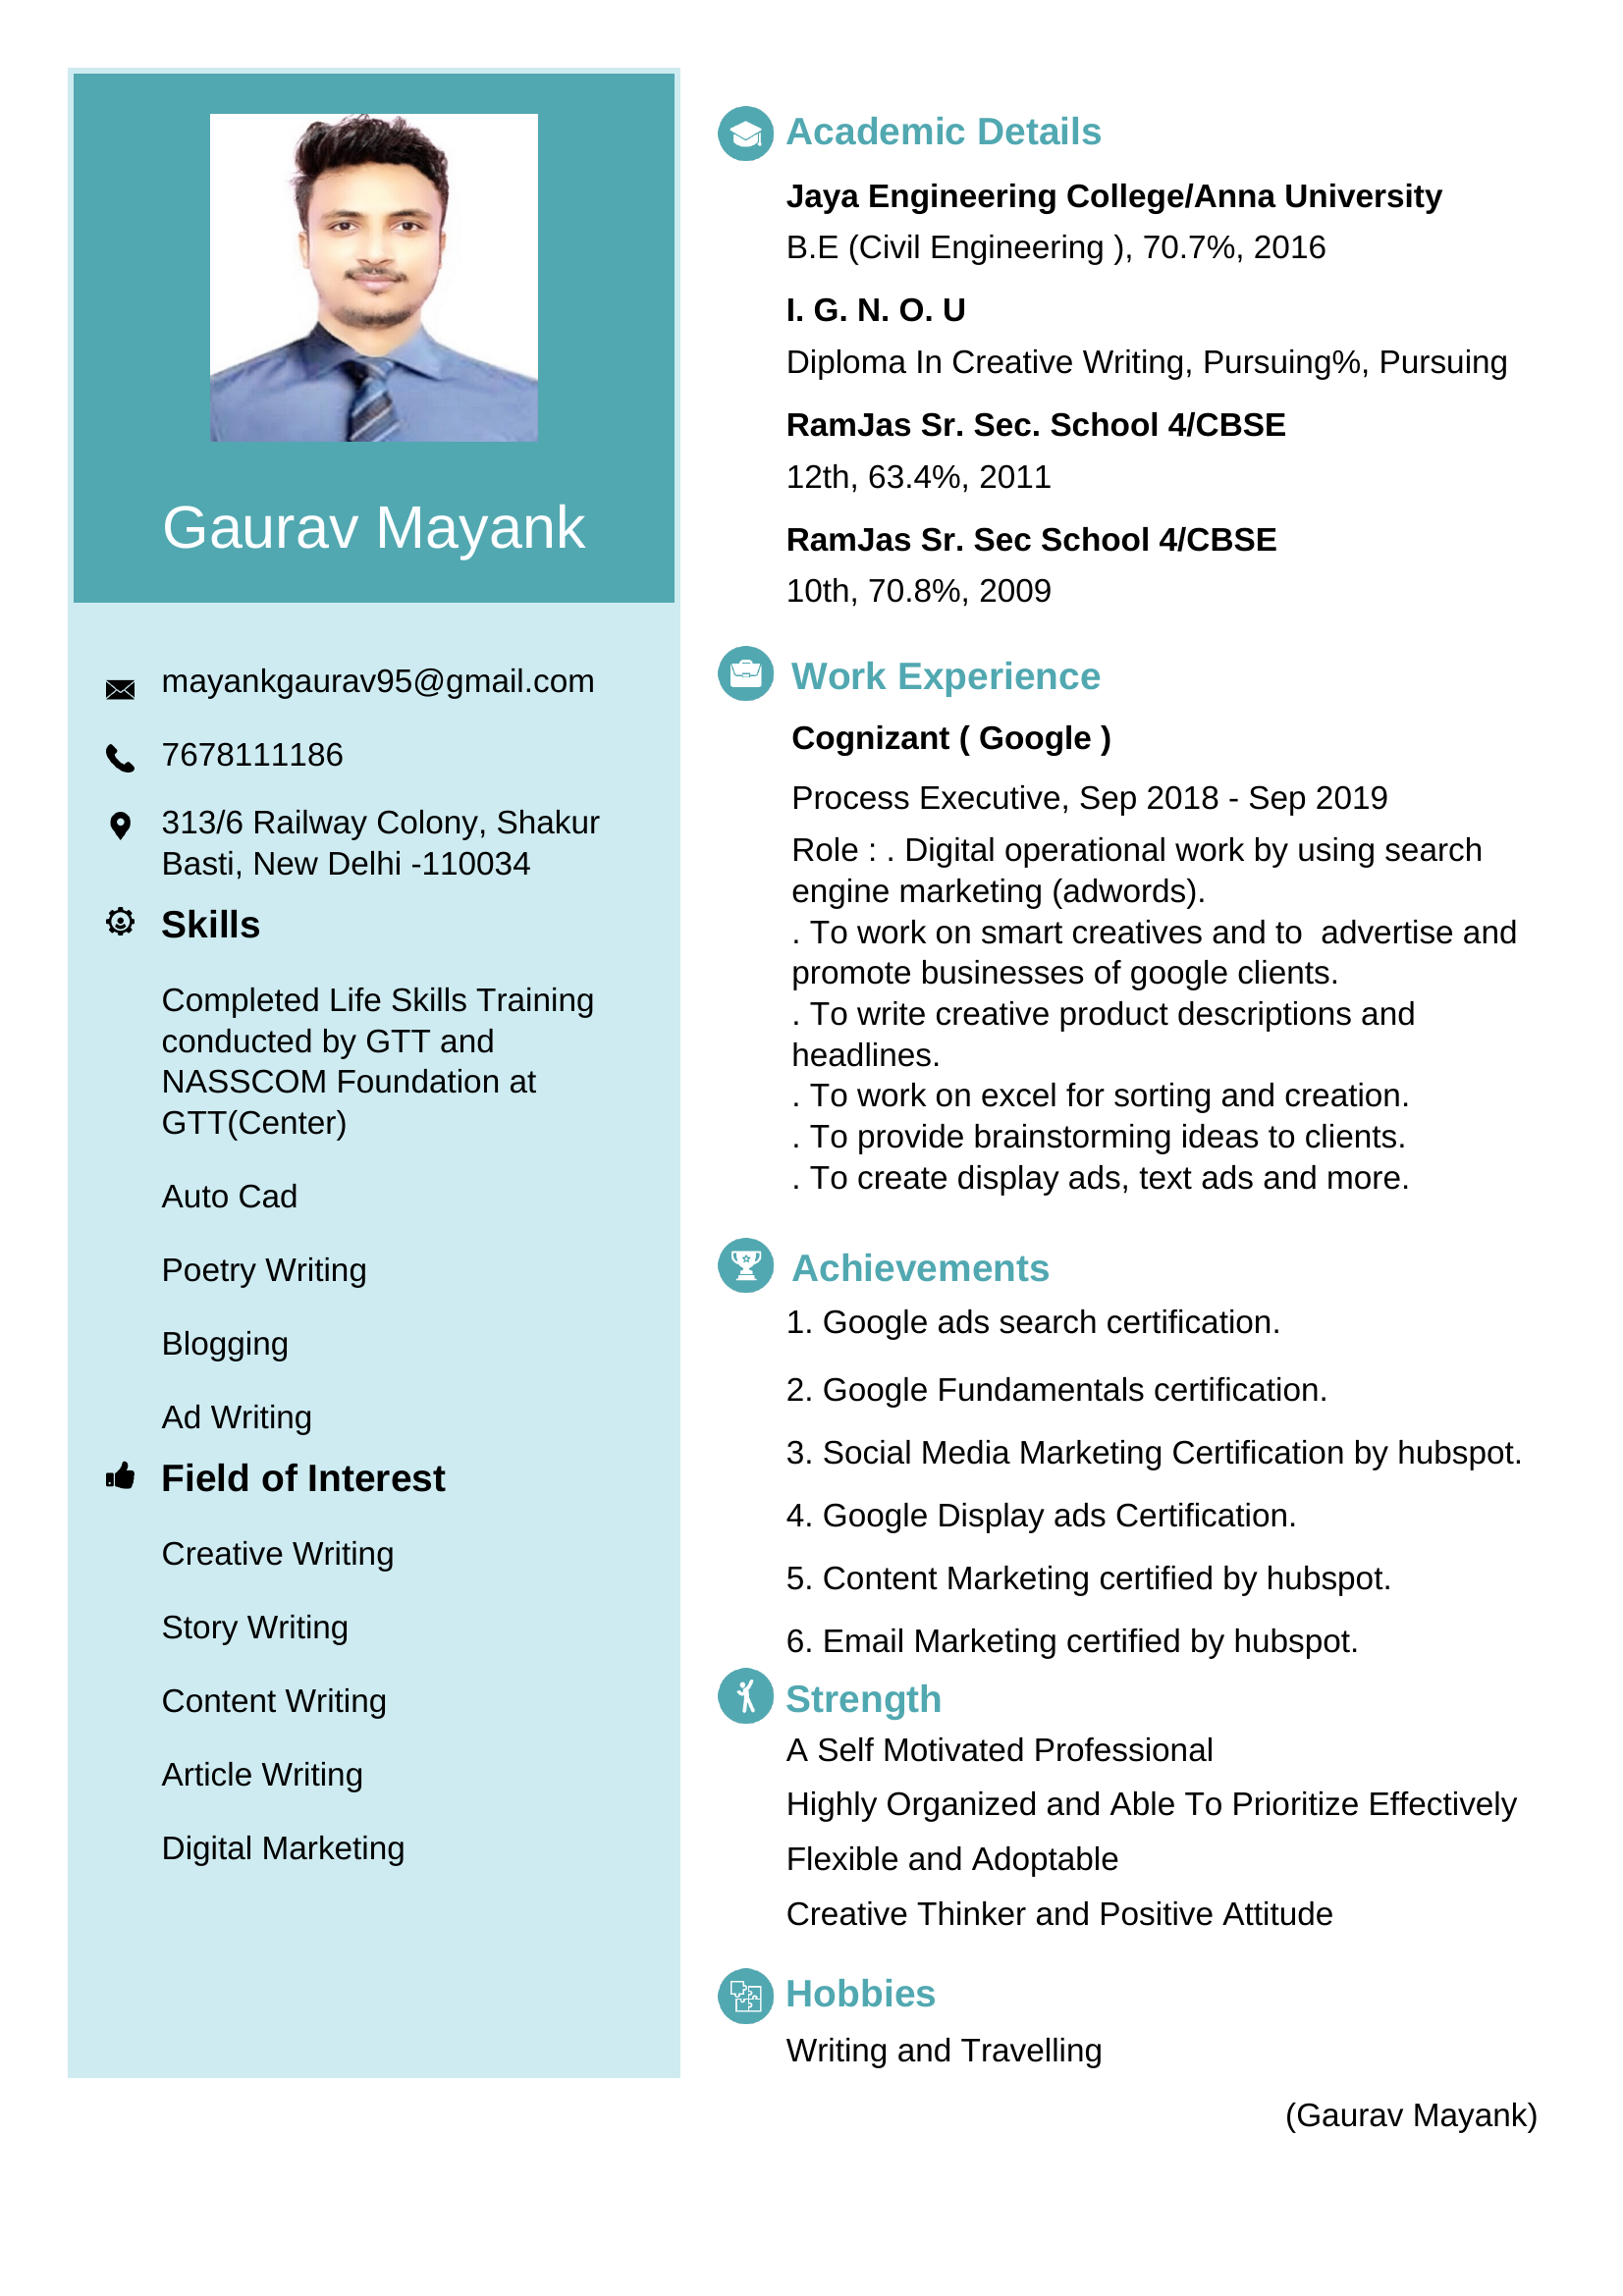 Gaurav Mayank
mayankgaurav95@gmail.com
7678111186
313/6 Railway Colony, Shakur
Basti, New Delhi -110034
Skills
Completed Life Skills Training
conducted by GTT and
NASSCOM Foundation at
GTT(Center)
Auto Cad
Poetry Writing
Blogging
Ad Writing
Field of Interest
Creative Writing
Story Writing
Content Writing
Article Writing
Digital Marketing
Academic Details
Jaya Engineering College/Anna University
B.E (Civil Engineering ), 70.7%, 2016
I. G. N. O. U
Diploma In Creative Writing, Pursuing%, Pursuing
RamJas Sr. Sec. School 4/CBSE
12th, 63.4%, 2011
RamJas Sr. Sec School 4/CBSE
10th, 70.8%, 2009
Work Experience
Cognizant ( Google )
Process Executive, Sep 2018 - Sep 2019
Role : . Digital operational work by using search
engine marketing (adwords).
. To work on smart creatives and to  advertise and
promote businesses of google clients.
. To write creative product descriptions and
headlines.
. To work on excel for sorting and creation.
. To provide brainstorming ideas to clients.
. To create display ads, text ads and more.
Achievements
1. Google ads search certification.
2. Google Fundamentals certification.
3. Social Media Marketing Certification by hubspot.
4. Google Display ads Certification.
5. Content Marketing certified by hubspot.
6. Email Marketing certified by hubspot.
Strength
A Self Motivated Professional
Highly Organized and Able To Prioritize Effectively
Flexible and Adoptable
Creative Thinker and Positive Attitude
Hobbies
Writing and Travelling
(Gaurav Mayank)